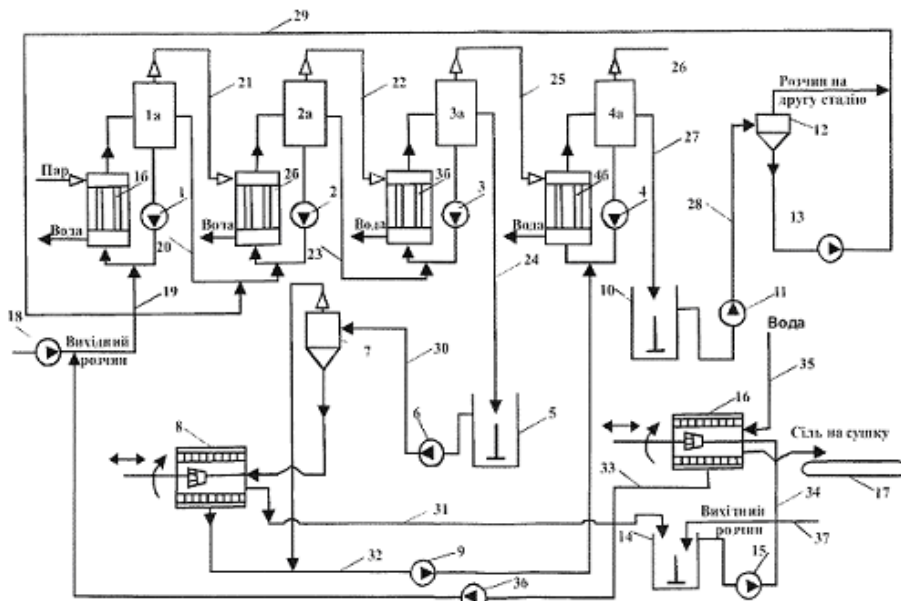 29
21
22
25
26
Розчин на
другу стадію
1а
2а
3а
4а
12
27
Пар
1б
2б
3б
4б
1
2
3
4
28
13
Вода
Вода
Вода
Вода
20
23
24
19
10
11
18
Вода
Вихідний
розчин
7
30
35
16
8
6
5
Сіль на сушку
33
17
34
31
Вихідний
розчин
37
14
32
9
15
36